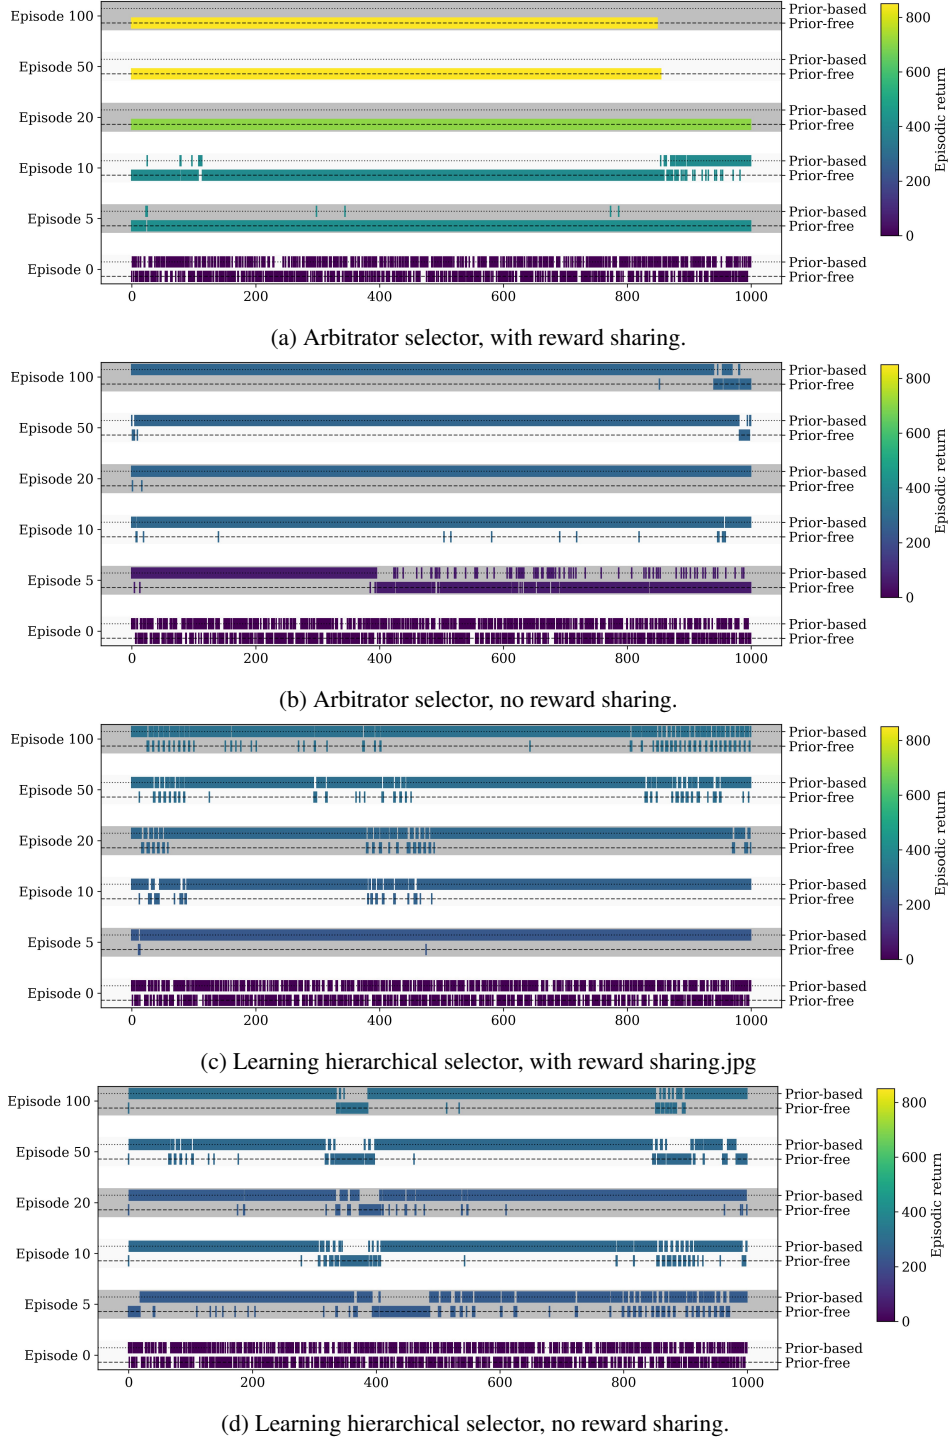 Episode 100
Prior-based
Prior-free
Episode 50
Prior-based
Prior-free
Episode 20
Prior-based
Prior-free
Episode 10
Prior-based
Prior-free
Episode 5
Prior-based
Prior-free
Episode 0
Prior-based
Prior-free
0 200 400 600 800 1000
800
600
400
200
0
Episodic return
(a) Arbitrator selector, with reward sharing.
Episode 100
Prior-based
Prior-free
Episode 50
Prior-based
Prior-free
Episode 20
Prior-based
Prior-free
Episode 10
Prior-based
Prior-free
Episode 5
Prior-based
Prior-free
Episode 0
Prior-based
Prior-free
0 200 400 600 800 1000
800
600
400
200
0
Episodic return
(b) Arbitrator selector, no reward sharing.
Episode 100
Prior-based
Prior-free
Episode 50
Prior-based
Prior-free
Episode 20
Prior-based
Prior-free
Episode 10
Prior-based
Prior-free
Episode 5
Prior-based
Prior-free
Episode 0
Prior-based
Prior-free
0 200 400 600 800 1000
800
600
400
200
0
Episodic return
(c) Learning hierarchical selector, with reward sharing.jpg
Episode 100
Prior-based
Prior-free
Episode 50
Prior-based
Prior-free
Episode 20
Prior-based
Prior-free
Episode 10
Prior-based
Prior-free
Episode 5
Prior-based
Prior-free
Episode 0
Prior-based
Prior-free
0 200 400 600 800 1000
800
600
400
200
0
Episodic return
(d) Learning hierarchical selector, no reward sharing.